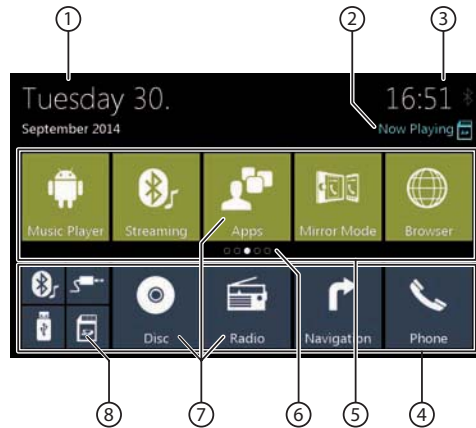 1
2
3
Tuesday 30.
16:51
September 2014
Now Playing
Music Player
Streaming
Apps
Mirror Mode
Browser
Disc
Radio
Navigation
Phone
8
7
6
5
4